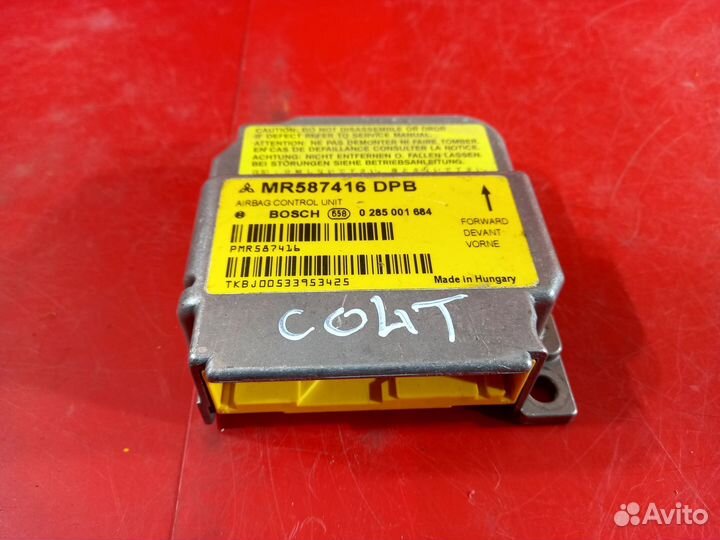 CAUTION: DO NOT DISASSEMBLE OR DROP
IF DEFECT REFER TO SERVICE MANUAL.
ATTENTION: NE PAS DEMONTER NI FAIRE TOMBER.
EN CAS DE DEFAILLANCE CONSULTER LA NOTICE.
ACHTUNG: NICHT ENTFERNEN O. FALLEN LASSEN.
BEI STÖRUNGEN SIEHE BETRIEBSANLEITUNG.
MR587416 DPB
AIRBAG CONTROL UNIT
BOSCH 658 0 285 001 684
FORWARD
DEVANT
VORNE
PMR587416
TKBJ00533953425
Made in Hungary
COLT
Avito